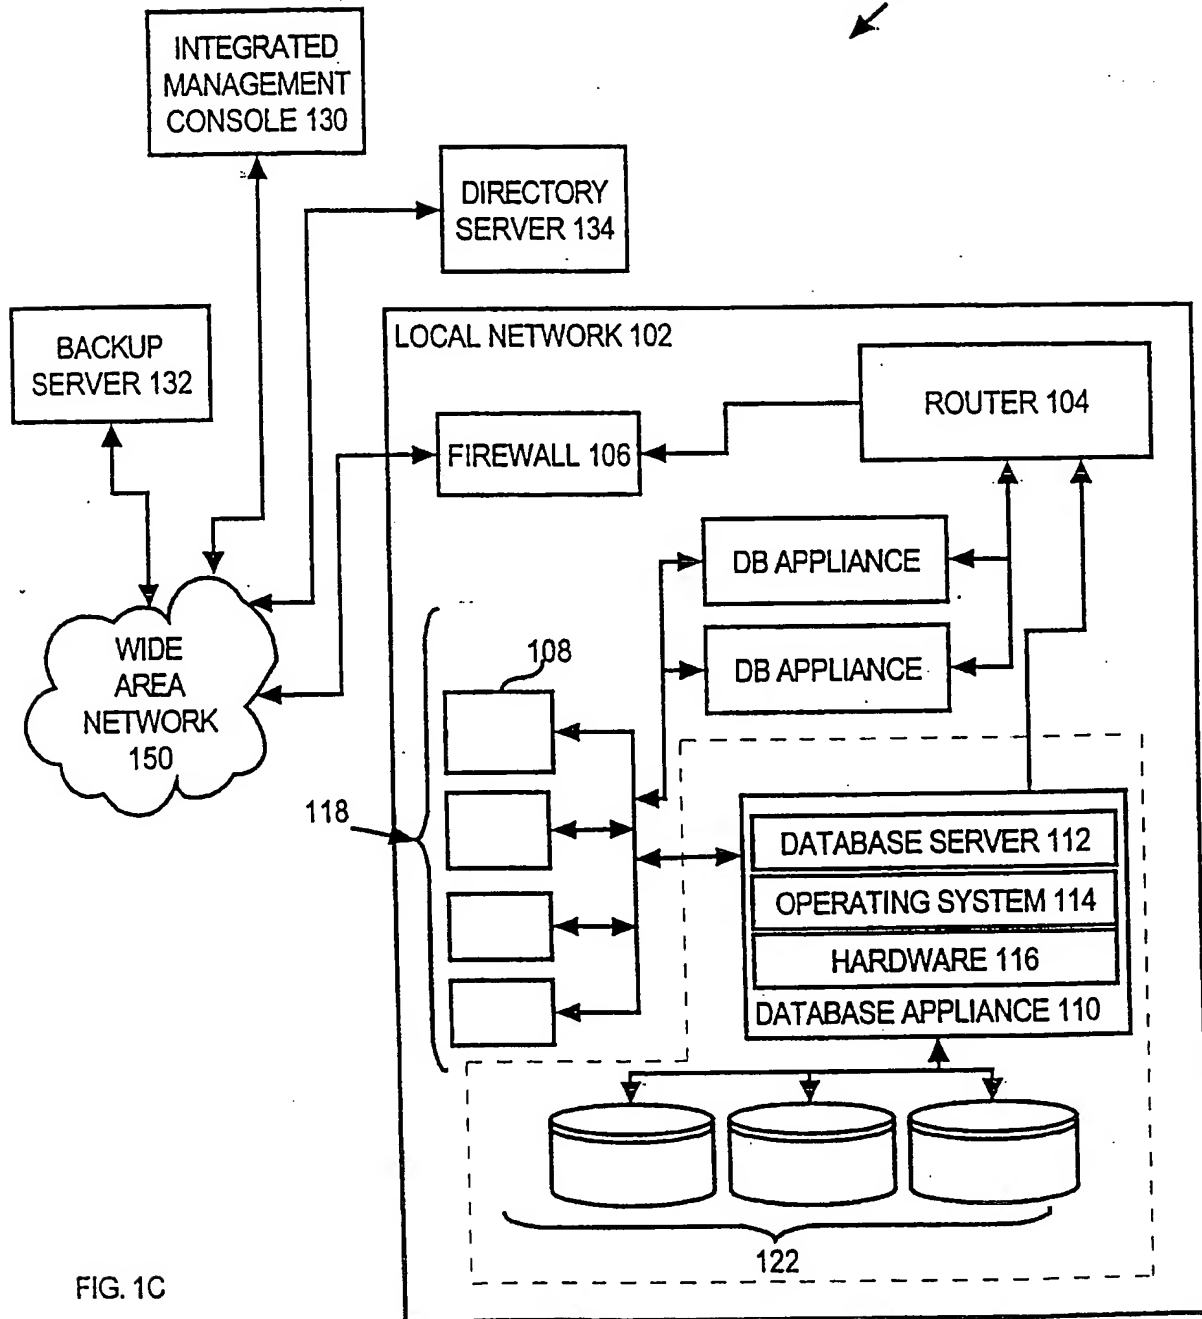 INTEGRATED
MANAGEMENT
CONSOLE 130
DIRECTORY
SERVER 134
BACKUP
SERVER 132
LOCAL NETWORK 102
ROUTER 104
FIREWALL 106
DB APPLIANCE
DB APPLIANCE
WIDE
AREA
NETWORK
150
108
118
DATABASE SERVER 112
OPERATING SYSTEM 114
HARDWARE 116
DATABASE APPLIANCE 110
122
FIG. 1C